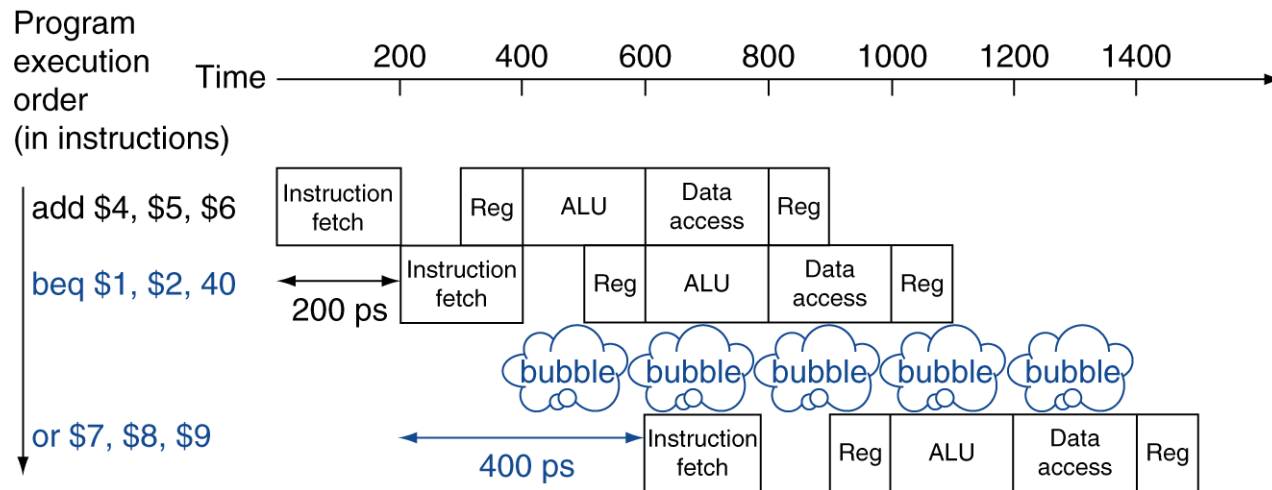 Program
execution
order
(in instructions)
Time
200 400 600 800 1000 1200 1400
add $4, $5, $6
Instruction
fetch
Reg
ALU
Data
access
Reg
beq $1, $2, 40
200 ps
Instruction
fetch
Reg
ALU
Data
access
Reg
bubble bubble bubble bubble bubble
or $7, $8, $9
400 ps
Instruction
fetch
Reg
ALU
Data
access
Reg